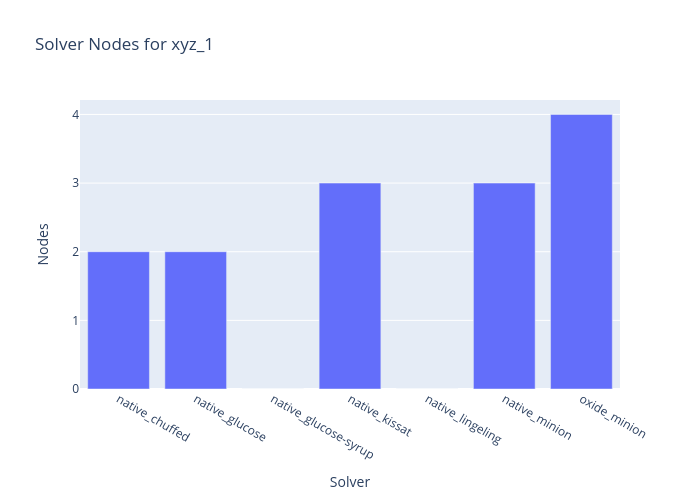 Solver Nodes for xyz_1
4
3
2
1
0
Nodes
native_chuffed
native_glucose
native_glucose-syrup
native_kissat
native_lingeling
native_minion
oxide_minion
Solver